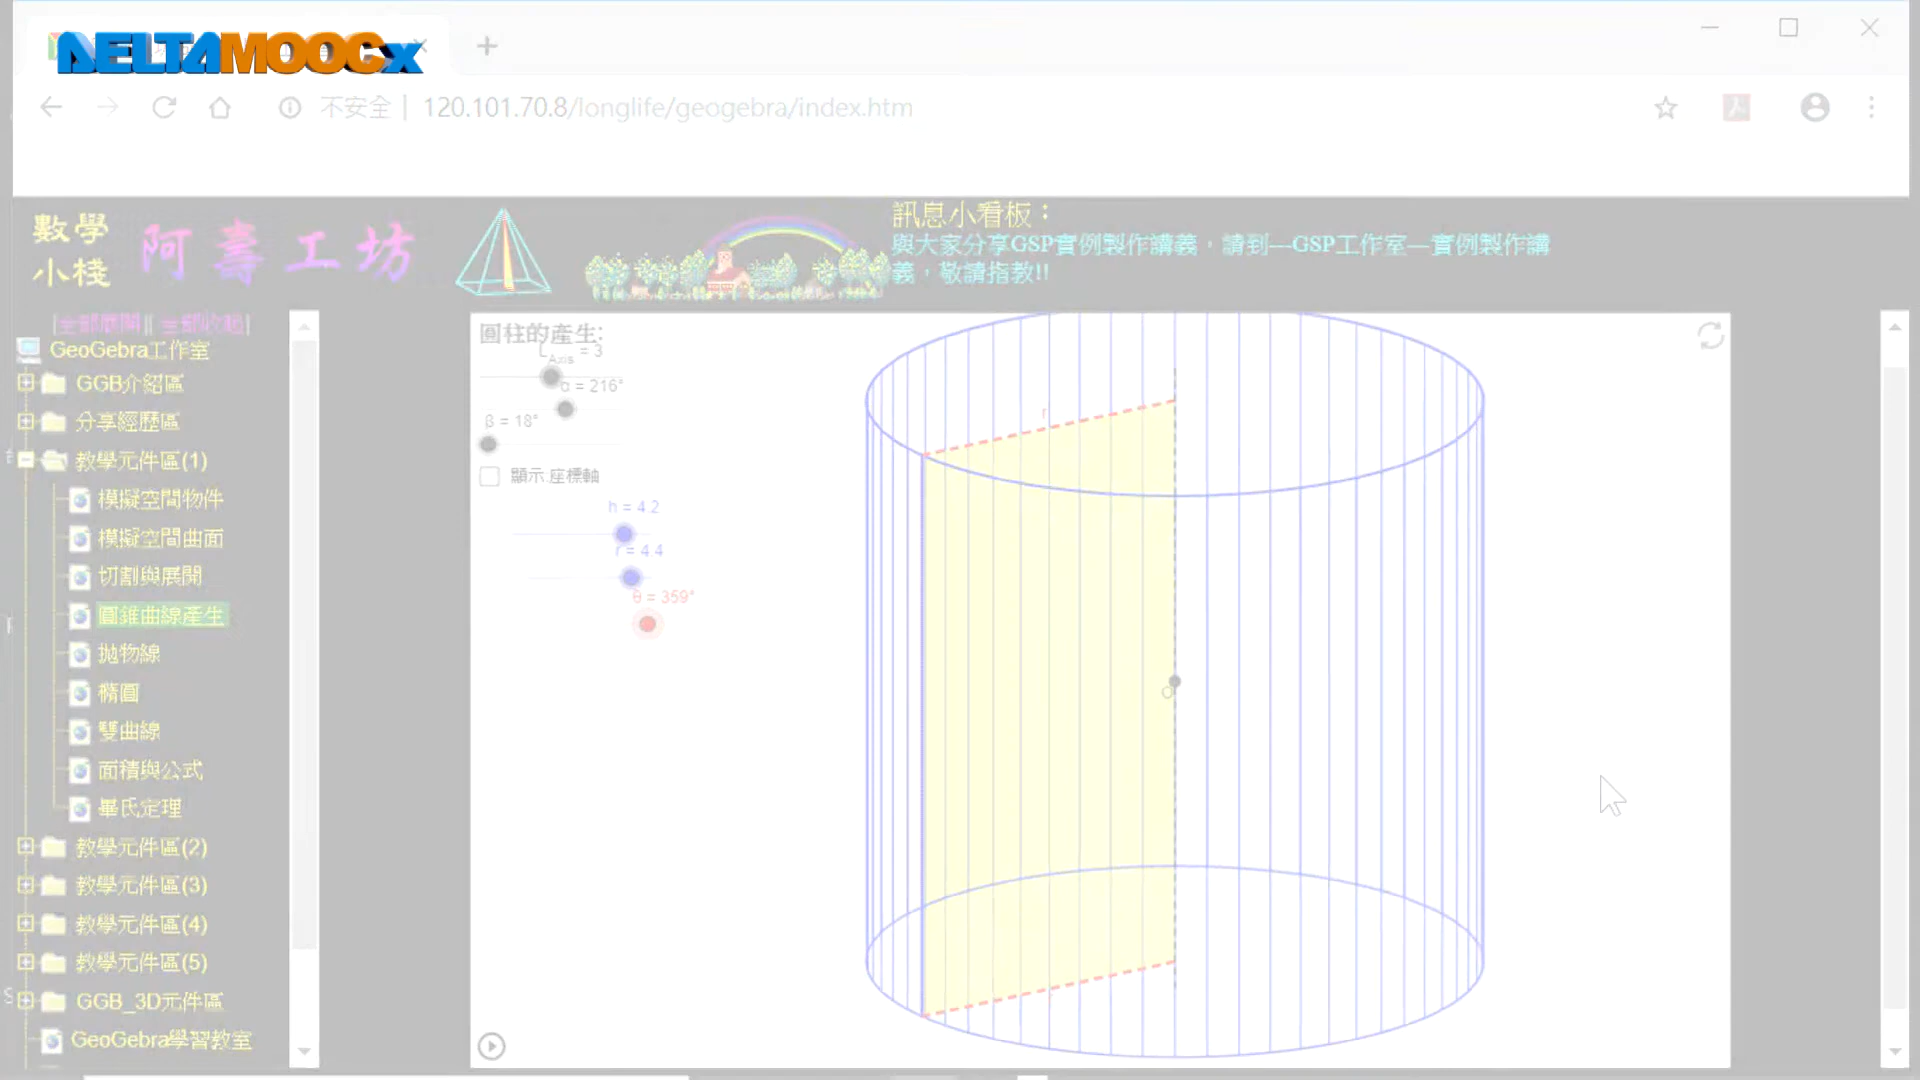 DELTAMOOCx
不安全 | 120.101.70.8/longlife/geogebra/index.htm
數學
小棧
阿壽工坊
訊息小看板：
與大家分享GSP實例製作講義，請到---GSP工作室---實例製作講
義，敬請指教!!
[全部展開][全部收起]
GeoGebra工作室
GGB介紹區
分享經歷區
教學元件區(1)
模擬空間物件
模擬空間曲面
切割與展開
圓錐曲線產生
拋物線
橢圓
雙曲線
面積與公式
畢氏定理
教學元件區(2)
教學元件區(3)
教學元件區(4)
教學元件區(5)
GGB_3D元件區
GeoGebra學習教室
圓柱的產生:
L Axis = 3
α = 216°
β = 18°
顯示 座標軸
h = 4.2
r = 4.4
θ = 359°
r
O